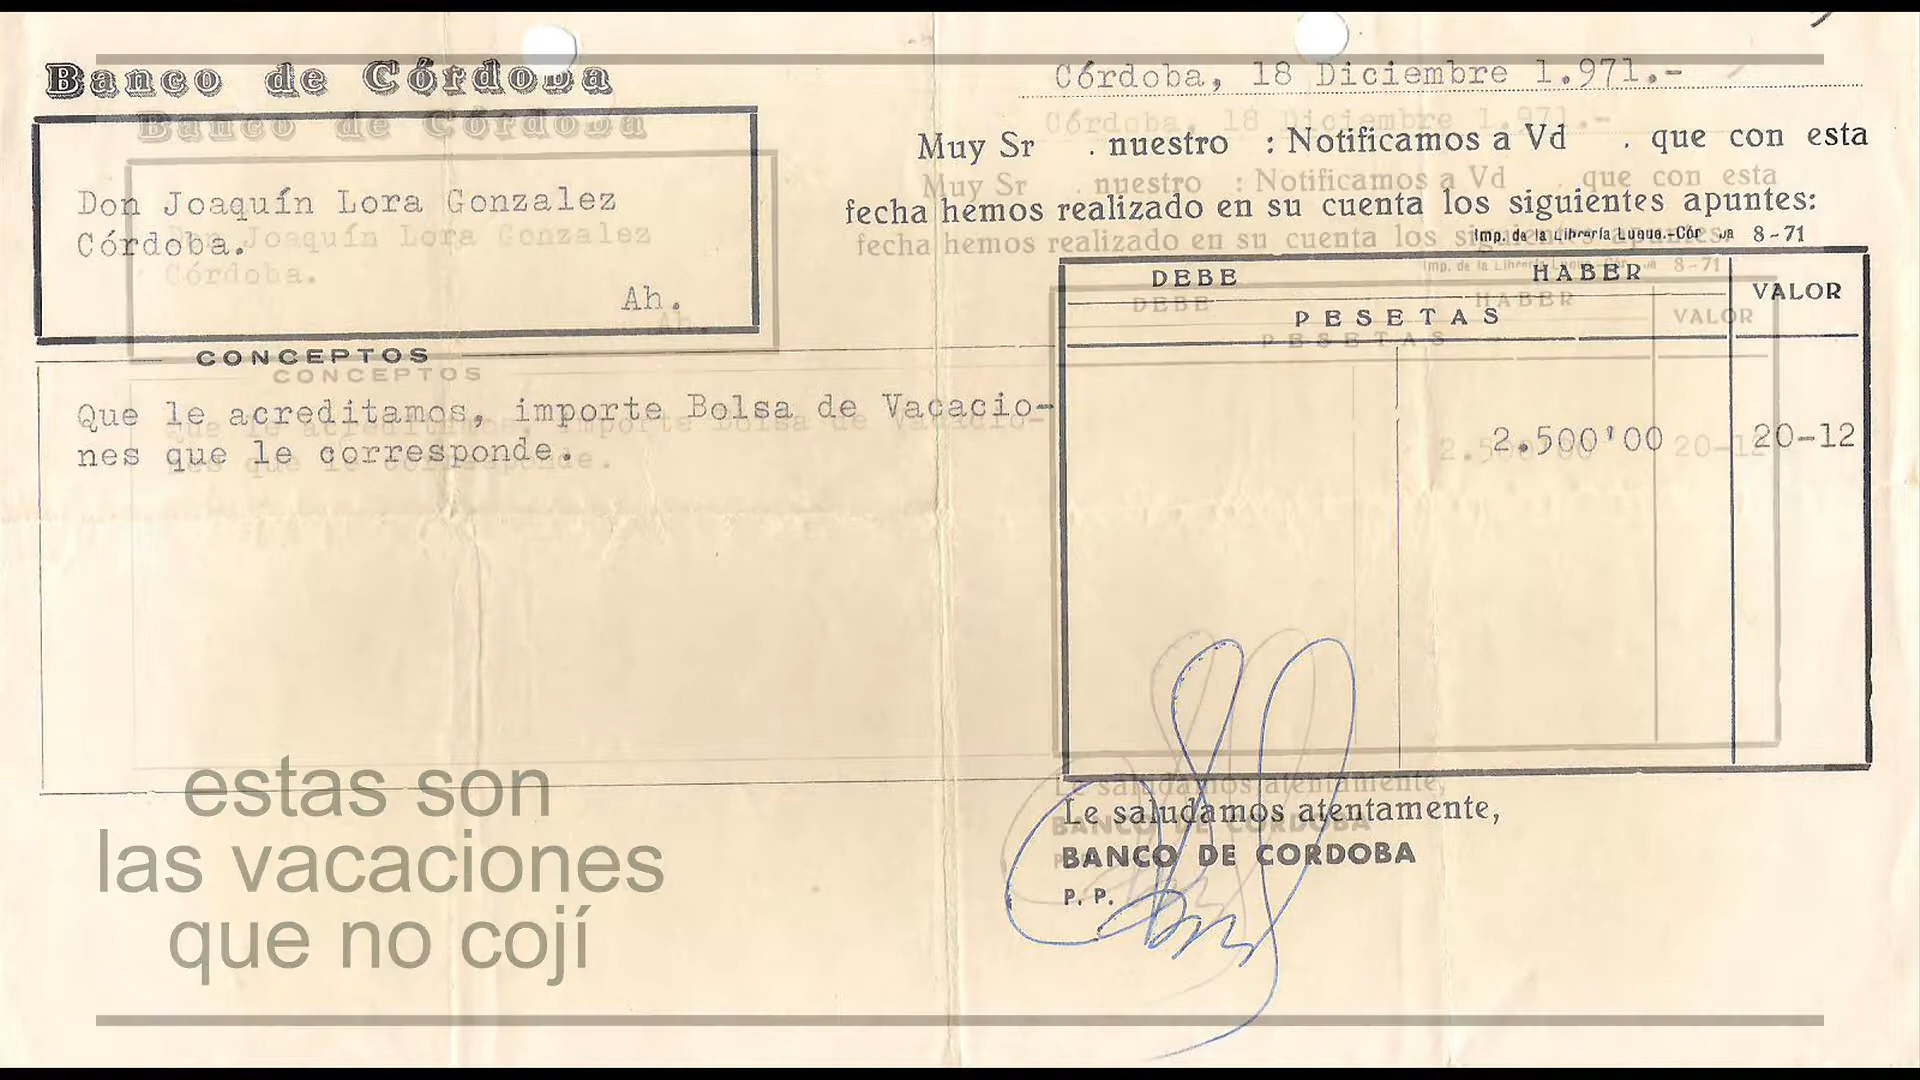 Banco de Córdoba
Córdoba, 18 Diciembre 1.971.-
Muy Sr . nuestro : Notificamos a Vd . que con esta
fecha hemos realizado en su cuenta los siguientes apuntes:
Imp. de la Librería Luque.-Cór 8-71
Don Joaquín Lora Gonzalez
Córdoba.
Ah.
DEBE HABER VALOR
PESETAS
CONCEPTOS
Que le acreditamos, importe Bolsa de Vacacio-
nes que le corresponde.
2.500'00 20-12
estas son
las vacaciones
que no cojí
Le saludamos atentamente,
BANCO DE CORDOBA
P. P.